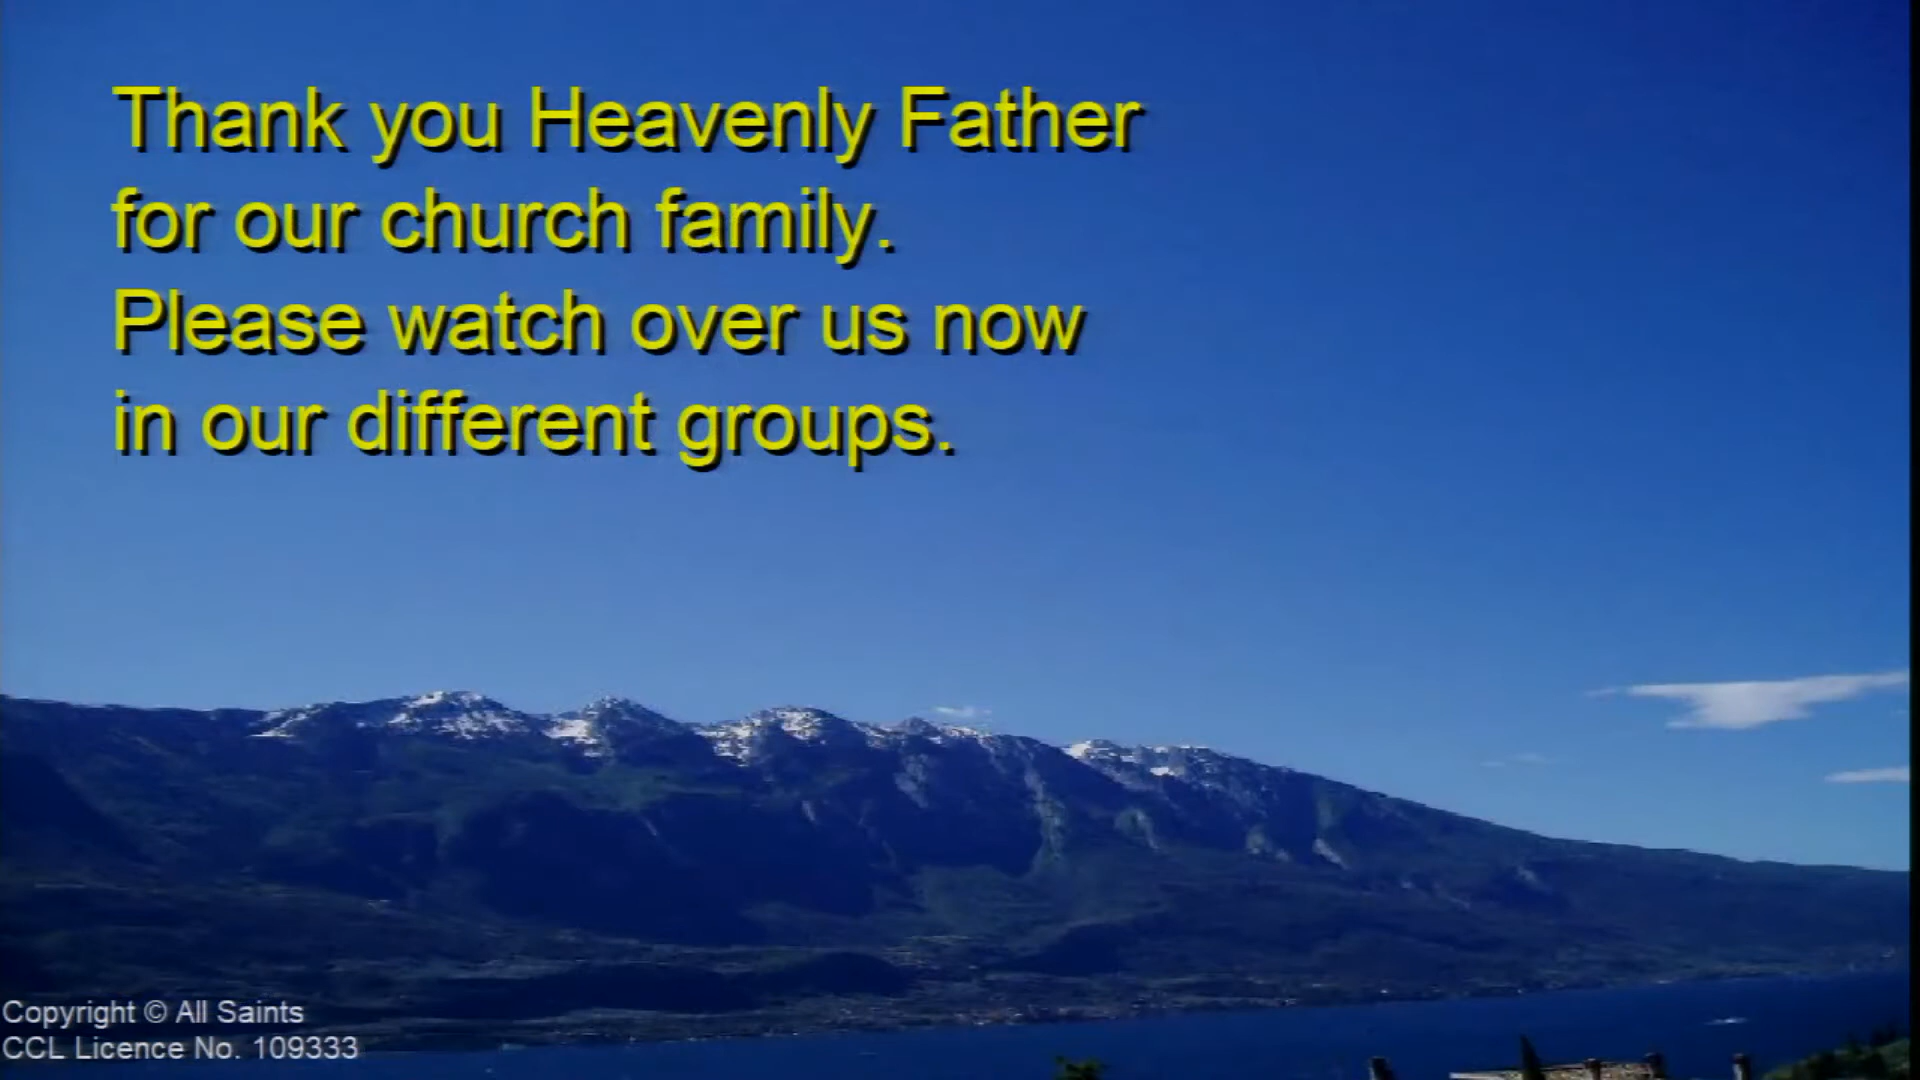 Thank you Heavenly Father
for our church family.
Please watch over us now
in our different groups.
Copyright © All Saints
CCL Licence No. 109333